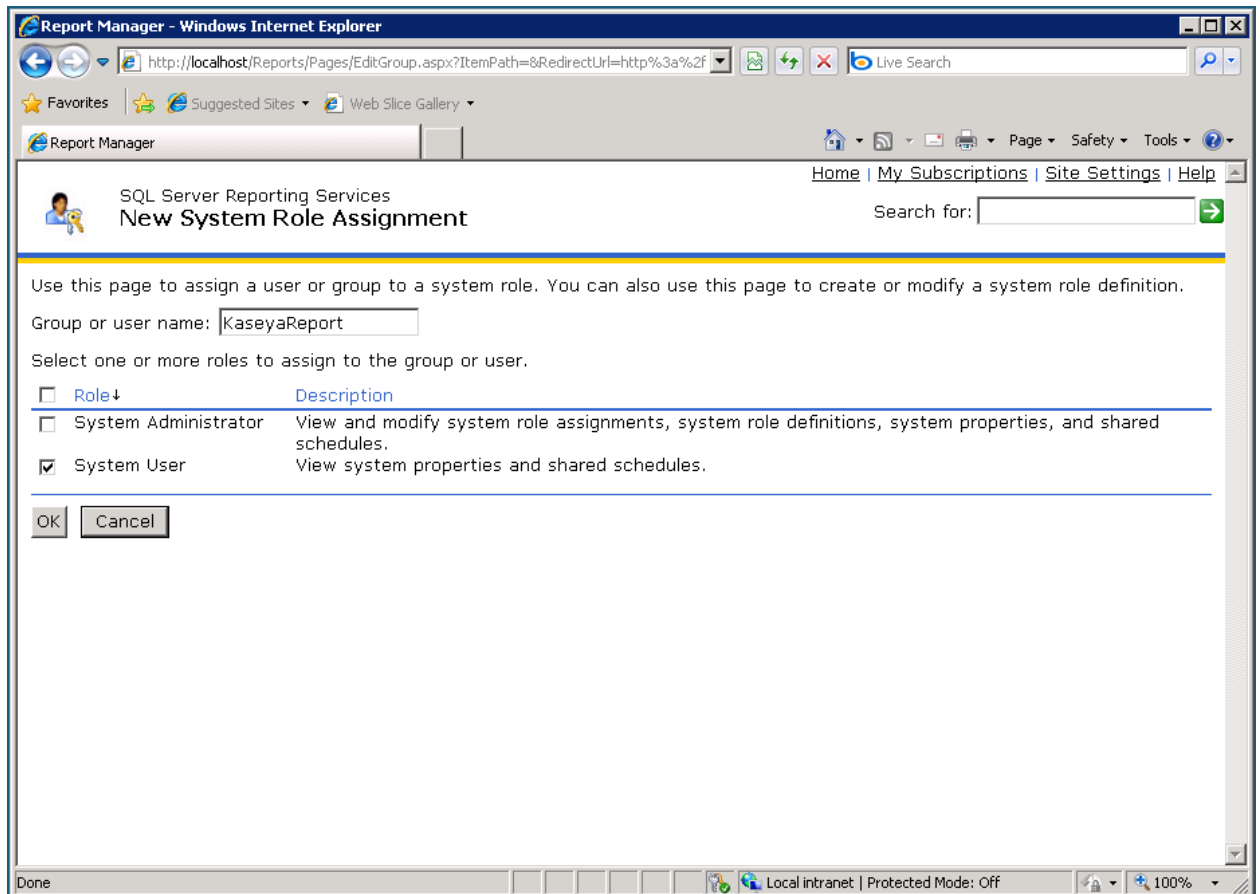 Report Manager - Windows Internet Explorer
http://localhost/Reports/Pages/EditGroup.aspx?ItemPath=&RedirectUrl=http%3a%2f
Live Search
Favorites Suggested Sites Web Slice Gallery
Report Manager Page Safety Tools
Home | My Subscriptions | Site Settings | Help
SQL Server Reporting Services
New System Role Assignment
Search for:
Use this page to assign a user or group to a system role. You can also use this page to create or modify a system role definition.
Group or user name: KaseyaReport
Select one or more roles to assign to the group or user.
Role↓ Description
System Administrator View and modify system role assignments, system role definitions, system properties, and shared
schedules.
System User View system properties and shared schedules.
OK Cancel
Done Local intranet | Protected Mode: Off 100%